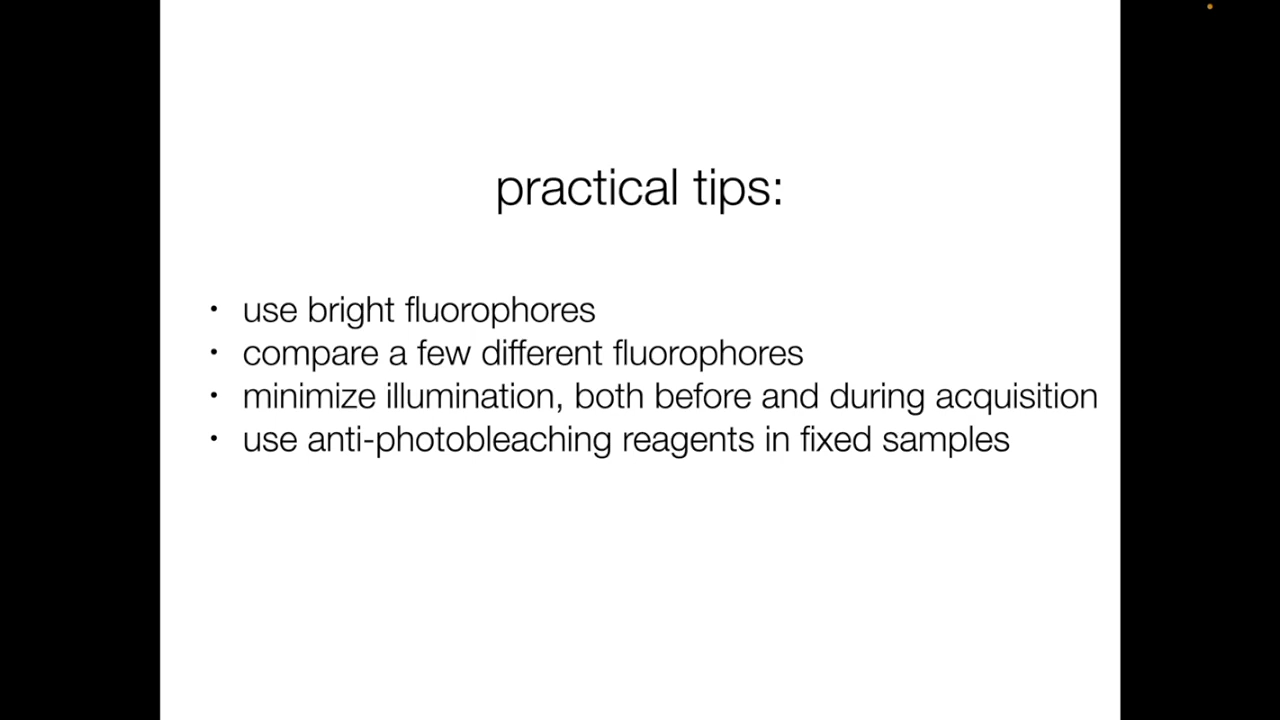 practical tips:
• use bright fluorophores
• compare a few different fluorophores
• minimize illumination, both before and during acquisition
• use anti-photobleaching reagents in fixed samples